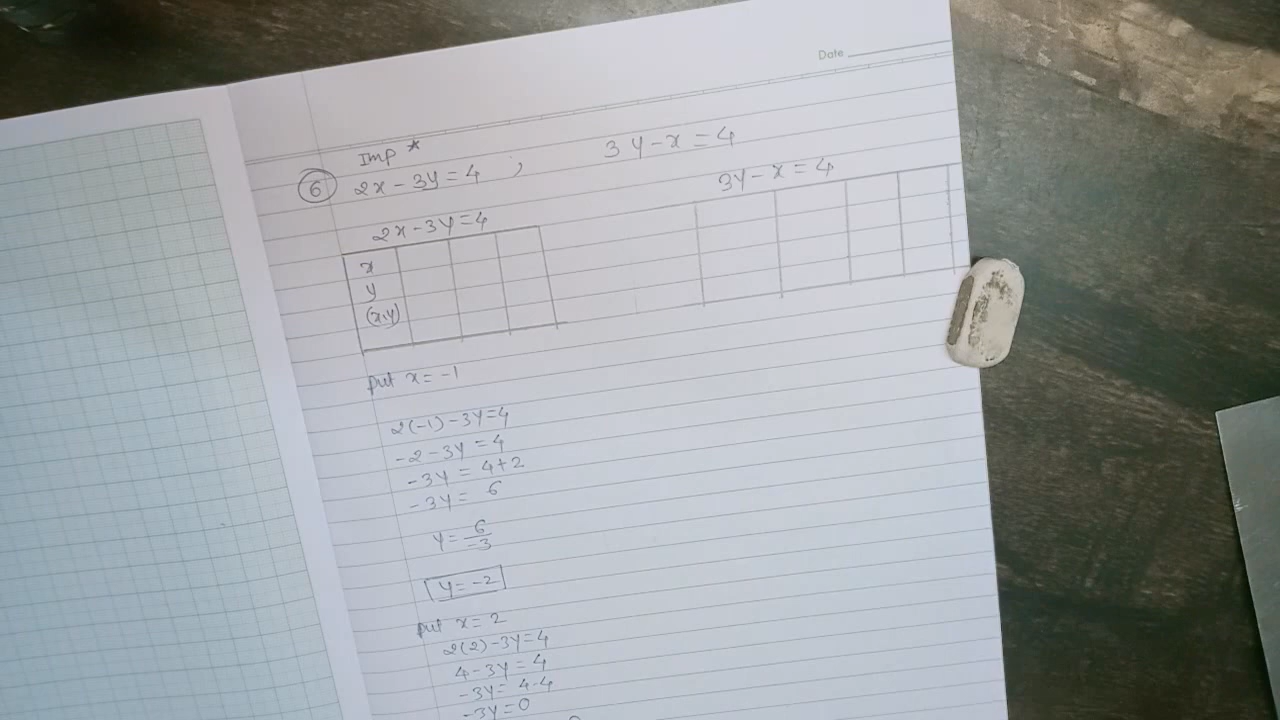 Date
Imp *
6 2x - 3y = 4 ; 3y - x = 4
2x - 3y = 4 3y - x = 4
x
y
(x,y)
put x = -1
2(-1) - 3y = 4
-2 - 3y = 4
-3y = 4+2
-3y = 6
y = 6/-3
y = -2
put x = 2
2(2) - 3y = 4
4 - 3y = 4
-3y = 4-4
-3y = 0